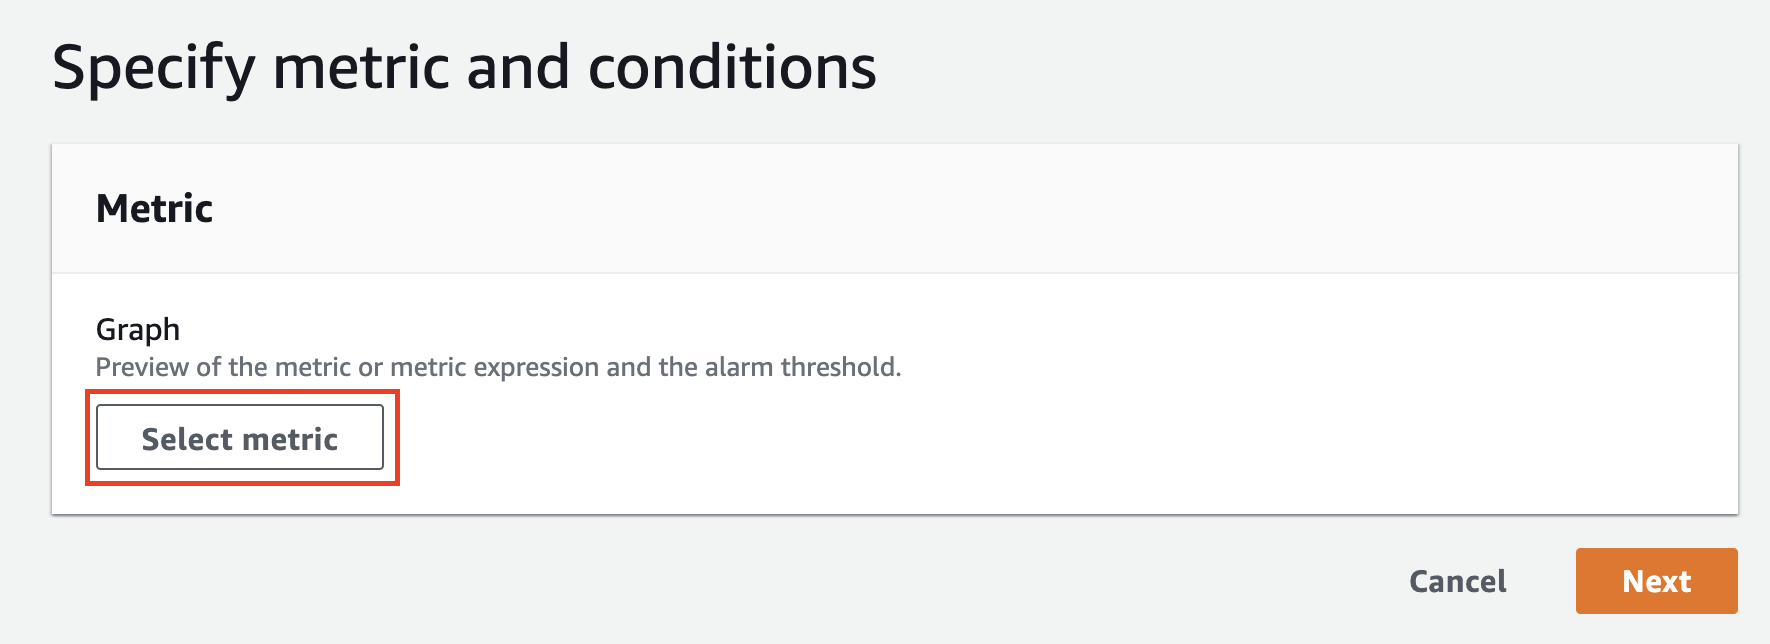 Specify metric and conditions
Metric
Graph
Preview of the metric or metric expression and the alarm threshold.
Select metric
Cancel
Next